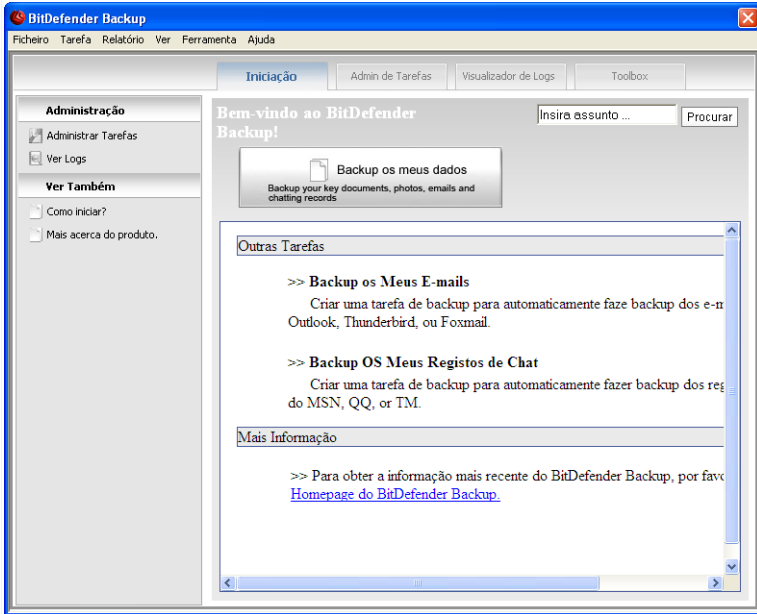 BitDefender Backup
Ficheiro Tarefa Relatório Ver Ferramenta Ajuda
Iniciação Admin de Tarefas Visualizador de Logs Toolbox
Administração
Administrar Tarefas
Ver Logs
Ver Também
Como iniciar?
Mais acerca do produto.
Bem-vindo ao BitDefender
Backup!
Insira assunto ... Procurar
Backup os meus dados
Backup your key documents, photos, emails and
chatting records
Outras Tarefas
>> Backup os Meus E-mails
Criar uma tarefa de backup para automaticamente faze backup dos e-m
Outlook, Thunderbird, ou Foxmail.
>> Backup OS Meus Registos de Chat
Criar uma tarefa de backup para automaticamente fazer backup dos reg
do MSN, QQ, or TM.
Mais Informação
>> Para obter a informação mais recente do BitDefender Backup, por favo
Homepage do BitDefender Backup.